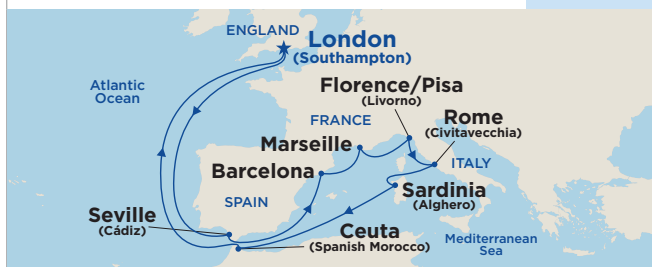 ENGLAND
London
(Southampton)
Atlantic
Ocean
Florence/Pisa
(Livorno)
Rome
(Civitavecchia)
FRANCE
Marseille
Barcelona
ITALY
SPAIN
Sardinia
(Alghero)
Seville
(Cádiz)
Ceuta
(Spanish Morocco)
Mediterranean
Sea